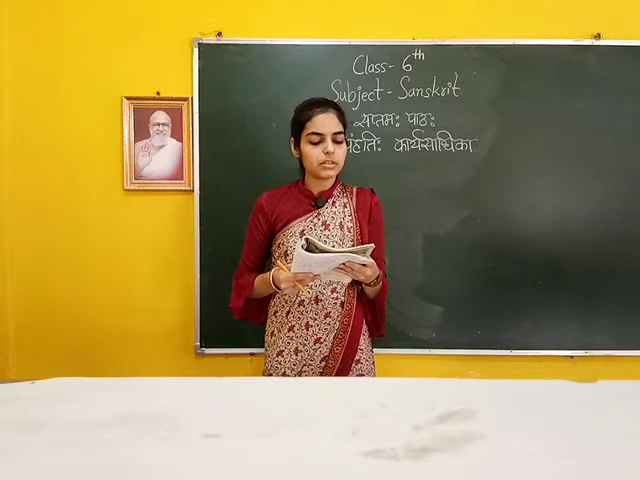 Class- 6th
Subject - Sanskrit
सप्तमः पाठः
कार्यसाधिका